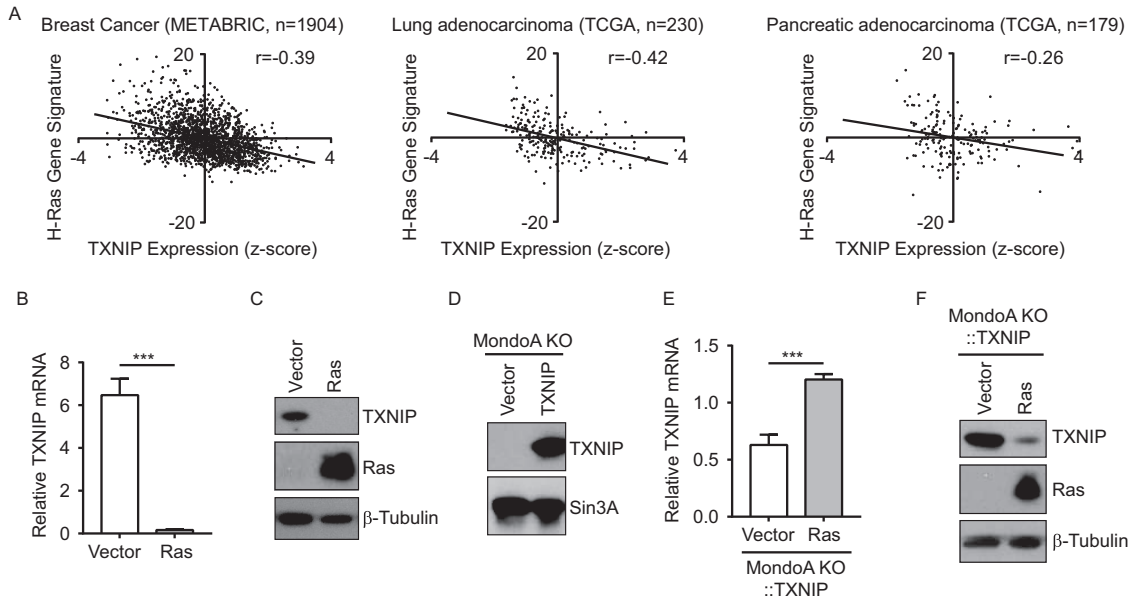 A
Breast Cancer (METABRIC, n=1904)
20
r=-0.39
H-Ras Gene Signature
-4
4
-20
TXNIP Expression (z-score)
Lung adenocarcinoma (TCGA, n=230)
20
r=-0.42
H-Ras Gene Signature
-4
4
-20
TXNIP Expression (z-score)
Pancreatic adenocarcinoma (TCGA, n=179)
20
r=-0.26
H-Ras Gene Signature
-4
4
-20
TXNIP Expression (z-score)
B
Relative TXNIP mRNA
8
6
4
2
0
***
Vector
Ras
C
Vector
Ras
TXNIP
Ras
β-Tubulin
D
MondoA KO
Vector
TXNIP
TXNIP
Sin3A
E
Relative TXNIP mRNA
1.5
1.2
0.5
0.0
***
Vector
Ras
MondoA KO
::TXNIP
F
MondoA KO
::TXNIP
Vector
Ras
TXNIP
Ras
β-Tubulin